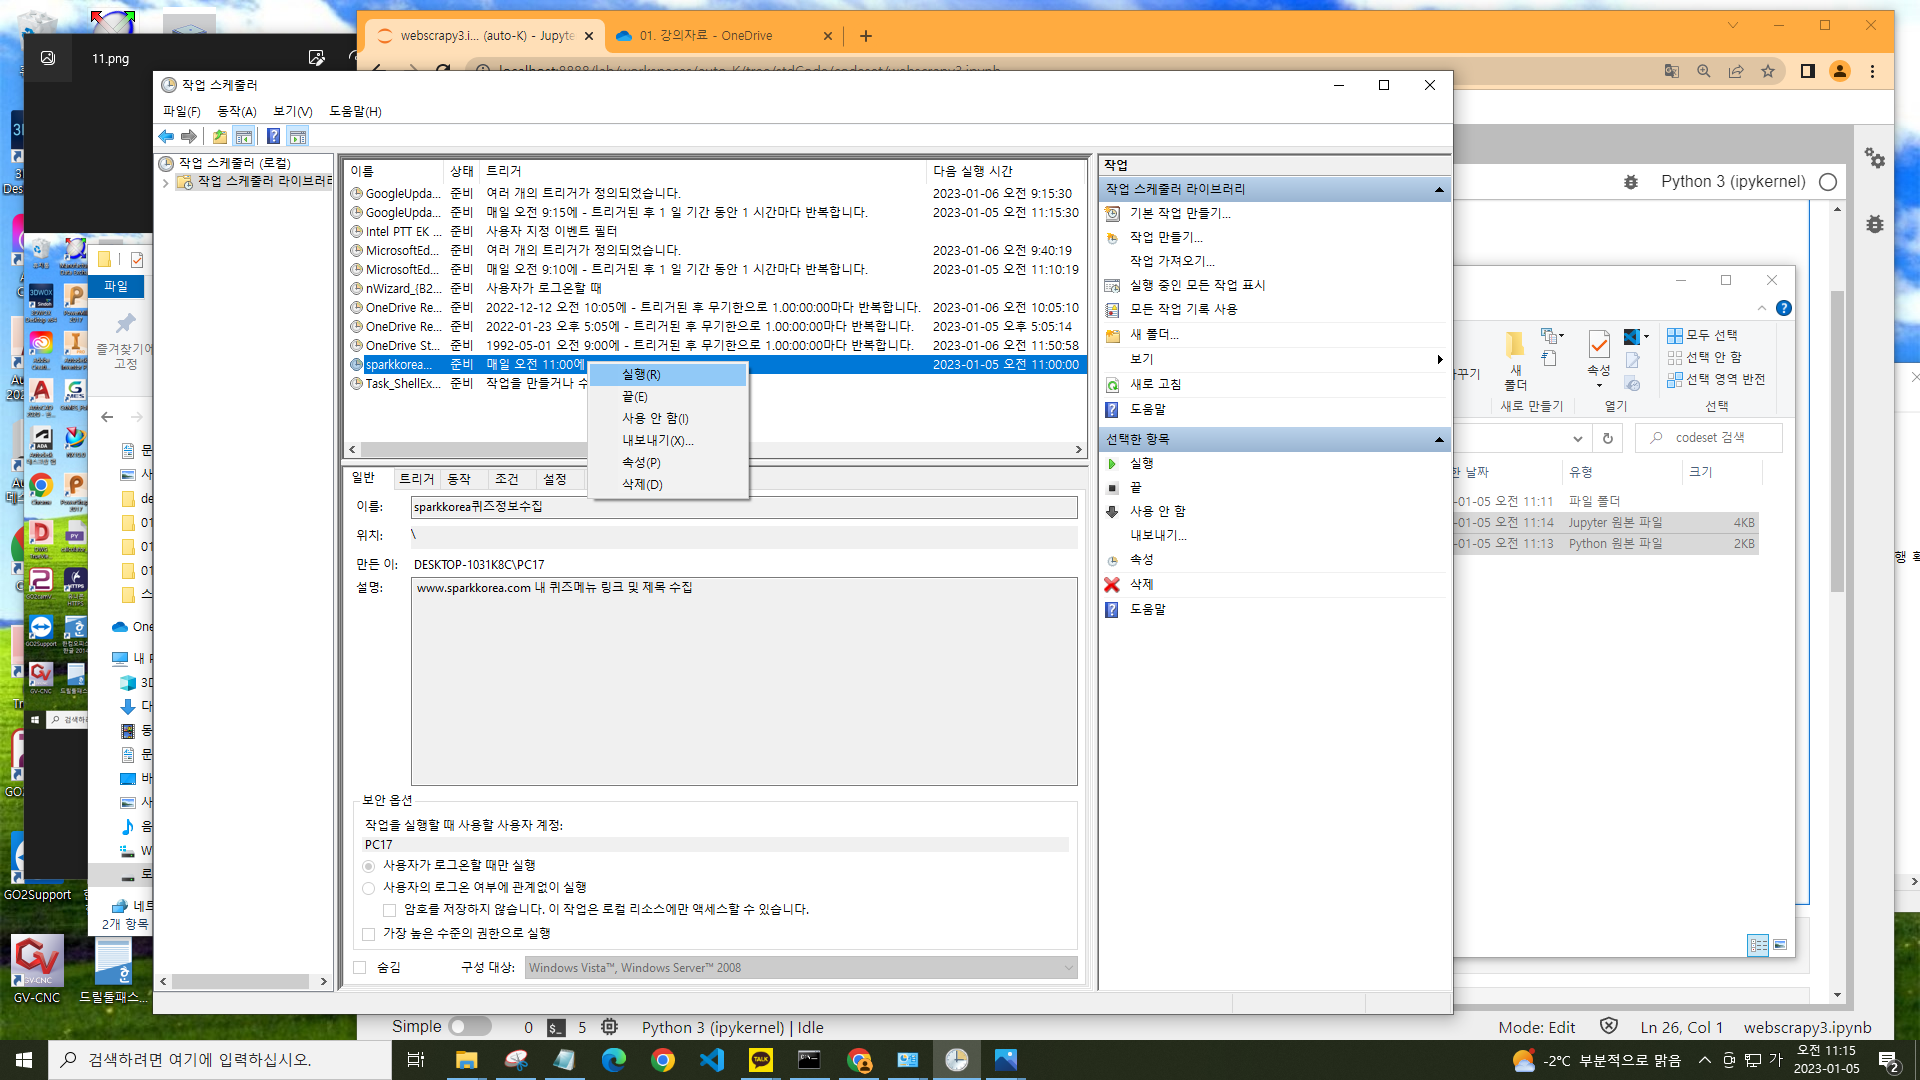 webscrapy3.i... (auto-K) - Jupyte
01. 강의자료 - OneDrive
11.png
작업 스케줄러
파일(F)
동작(A)
보기(V)
도움말(H)
작업 스케줄러 (로컬)
작업 스케줄러 라이브러리
이름
상태
트리거
다음 실행 시간
GoogleUpda... 준비 여러 개의 트리거가 정의되었습니다. 2023-01-06 오전 9:15:30
GoogleUpda... 준비 매일 오전 9:15에 - 트리거된 후 1 일 기간 동안 1 시간마다 반복합니다. 2023-01-05 오전 11:15:30
Intel PTT EK ... 준비 사용자 지정 이벤트 필터
MicrosoftEd... 준비 여러 개의 트리거가 정의되었습니다. 2023-01-06 오전 9:40:19
MicrosoftEd... 준비 매일 오전 9:10에 - 트리거된 후 1 일 기간 동안 1 시간마다 반복합니다. 2023-01-05 오전 11:10:19
nWizard_{B2... 준비 사용자가 로그온할 때
OneDrive Re... 준비 2022-12-12 오전 10:05에 - 트리거된 후 무기한으로 1.00:00:00마다 반복합니다. 2023-01-06 오전 10:05:10
OneDrive Re... 준비 2022-01-23 오후 5:05에 - 트리거된 후 무기한으로 1.00:00:00마다 반복합니다. 2023-01-05 오후 5:05:14
OneDrive St... 준비 1992-05-01 오전 9:00에 - 트리거된 후 무기한으로 1.00:00:00마다 반복합니다. 2023-01-06 오전 11:50:58
sparkkorea... 준비 매일 오전 11:00에 2023-01-05 오전 11:00:00
Task_ShellEx... 준비 작업을 만들거나 수
실행(R)
끝(E)
사용 안 함(I)
내보내기(X)...
속성(P)
삭제(D)
일반
트리거
동작
조건
설정
이름: sparkkorea퀴즈정보수집
위치: \
만든 이: DESKTOP-1031K8C\PC17
설명: www.sparkkorea.com 내 퀴즈메뉴 링크 및 제목 수집
보안 옵션
작업을 실행할 때 사용할 사용자 계정:
PC17
사용자가 로그온할 때만 실행
사용자의 로그온 여부에 관계없이 실행
암호를 저장하지 않습니다. 이 작업은 로컬 리소스에만 액세스할 수 있습니다.
가장 높은 수준의 권한으로 실행
숨김
구성 대상: Windows Vista™, Windows Server™ 2008
작업
작업 스케줄러 라이브러리
기본 작업 만들기...
작업 만들기...
작업 가져오기...
실행 중인 모든 작업 표시
모든 작업 기록 사용
새 폴더...
보기
새로 고침
도움말
선택한 항목
실행
끝
사용 안 함
내보내기...
속성
삭제
도움말
Python 3 (ipykernel)
모두 선택
선택 안 함
선택 영역 반전
새 폴더
속성
새로 만들기
열기
선택
codeset 검색
날짜
유형
크기
-01-05 오전 11:11 파일 폴더
-01-05 오전 11:14 Jupyter 원본 파일 4KB
-01-05 오전 11:13 Python 원본 파일 2KB
파일
즐겨찾기에
고정
2개 항목
GO2Support
GV-CNC
드릴툴패스...
Simple
0
5
Python 3 (ipykernel) | Idle
Mode: Edit
Ln 26, Col 1
webscrapy3.ipynb
검색하려면 여기에 입력하십시오.
-2°C 부분적으로 맑음
가
오전 11:15
2023-01-05
2